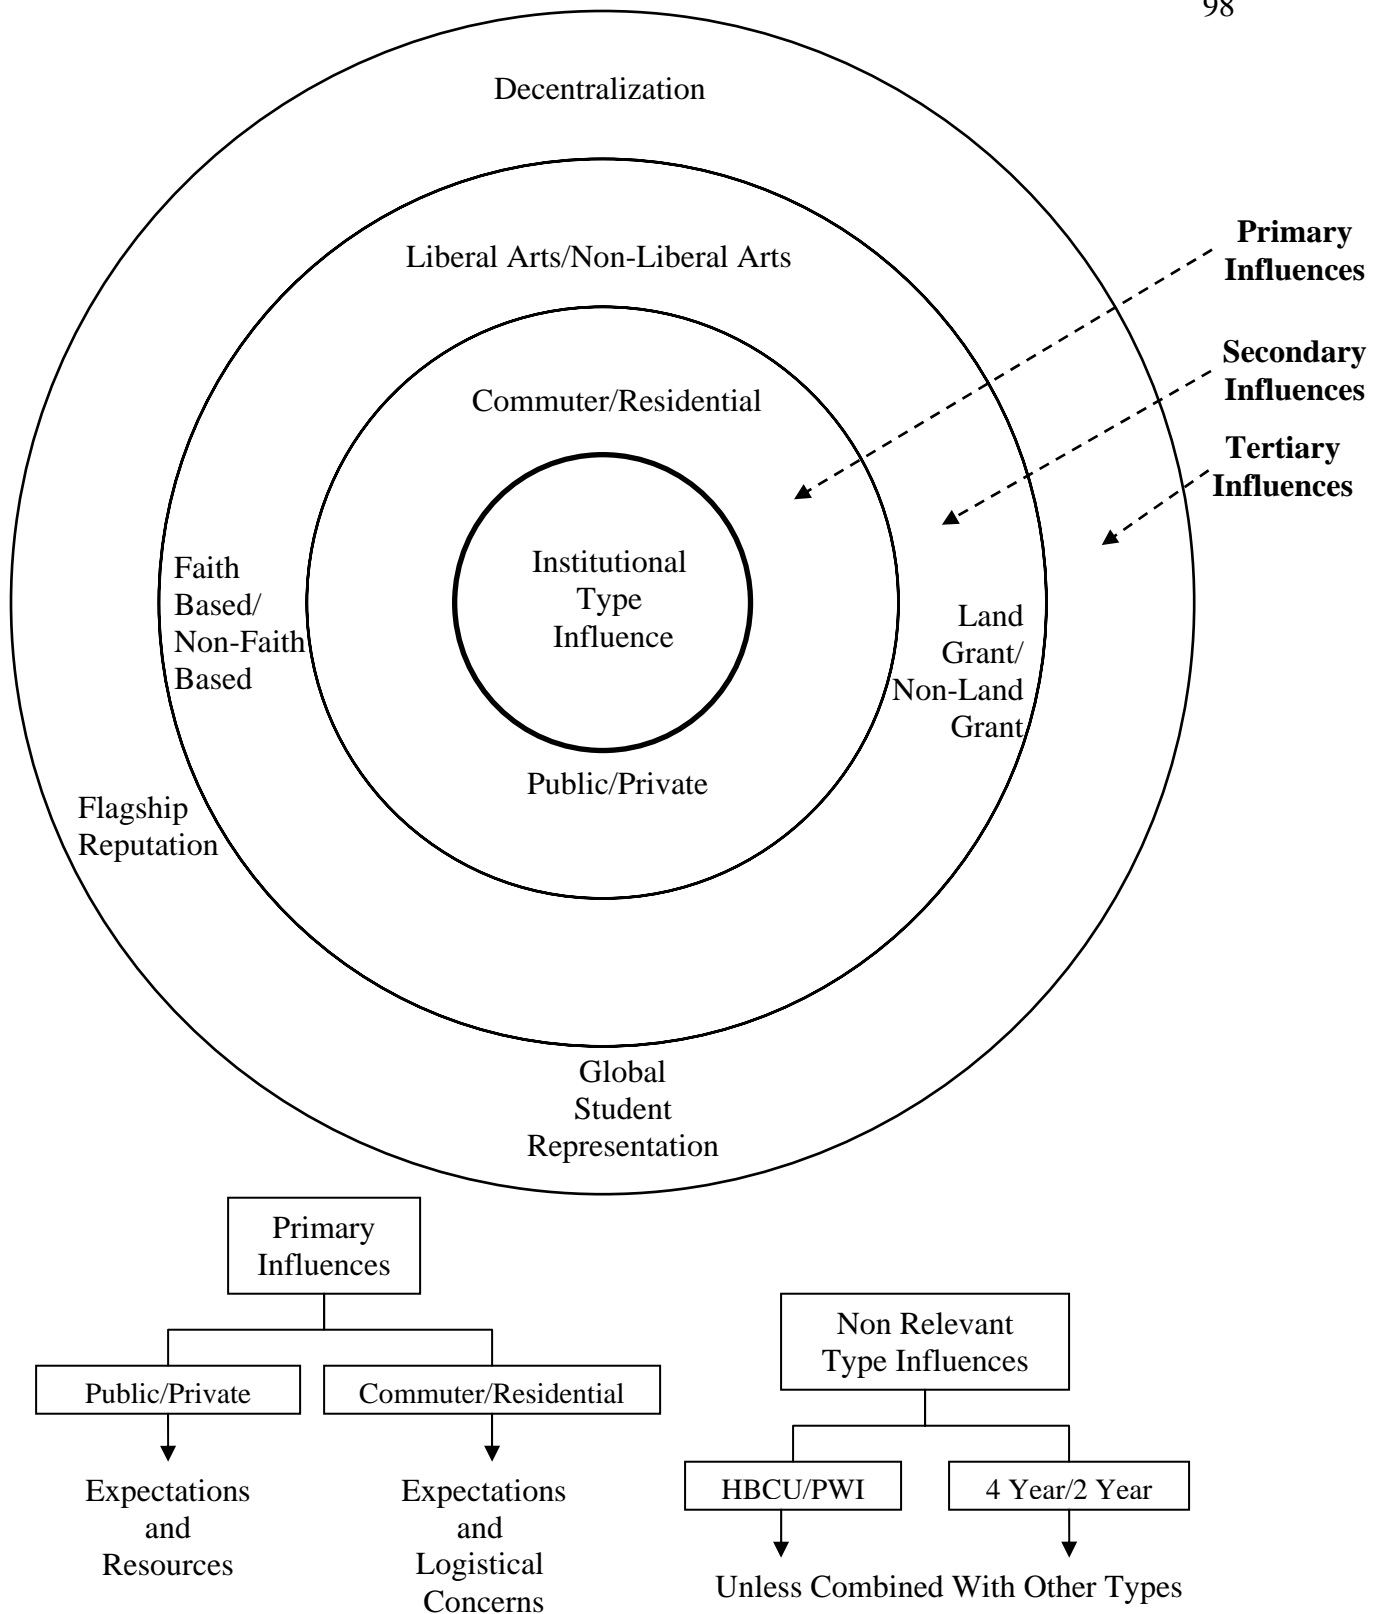 98
Decentralization
Liberal Arts/Non-Liberal Arts
Primary
Influences
Secondary
Influences
Commuter/Residential
Tertiary
Influences
Institutional
Type
Influence
Faith
Based/
Non-Faith
Based
Land
Grant/
Non-Land
Grant
Public/Private
Flagship
Reputation
Global
Student
Representation
Primary
Influences
Public/Private
Commuter/Residential
Expectations
and
Resources
Expectations
and
Logistical
Concerns
Non Relevant
Type Influences
HBCU/PWI
4 Year/2 Year
Unless Combined With Other Types